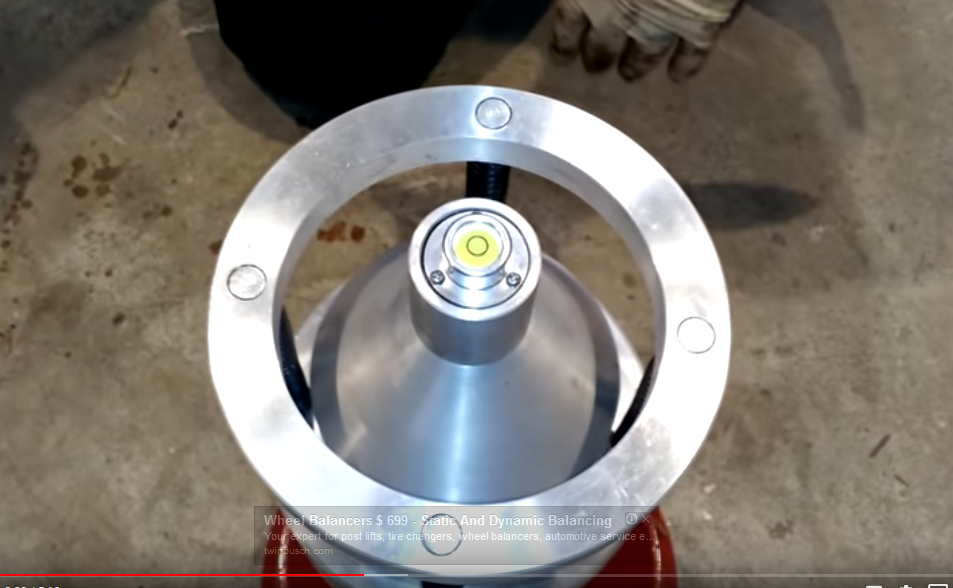 Wheel Balancers $ 699 - Static And Dynamic Balancing
Your expert for post lifts, tire changers, wheel balancers, automotive service e...
twinbusch.com